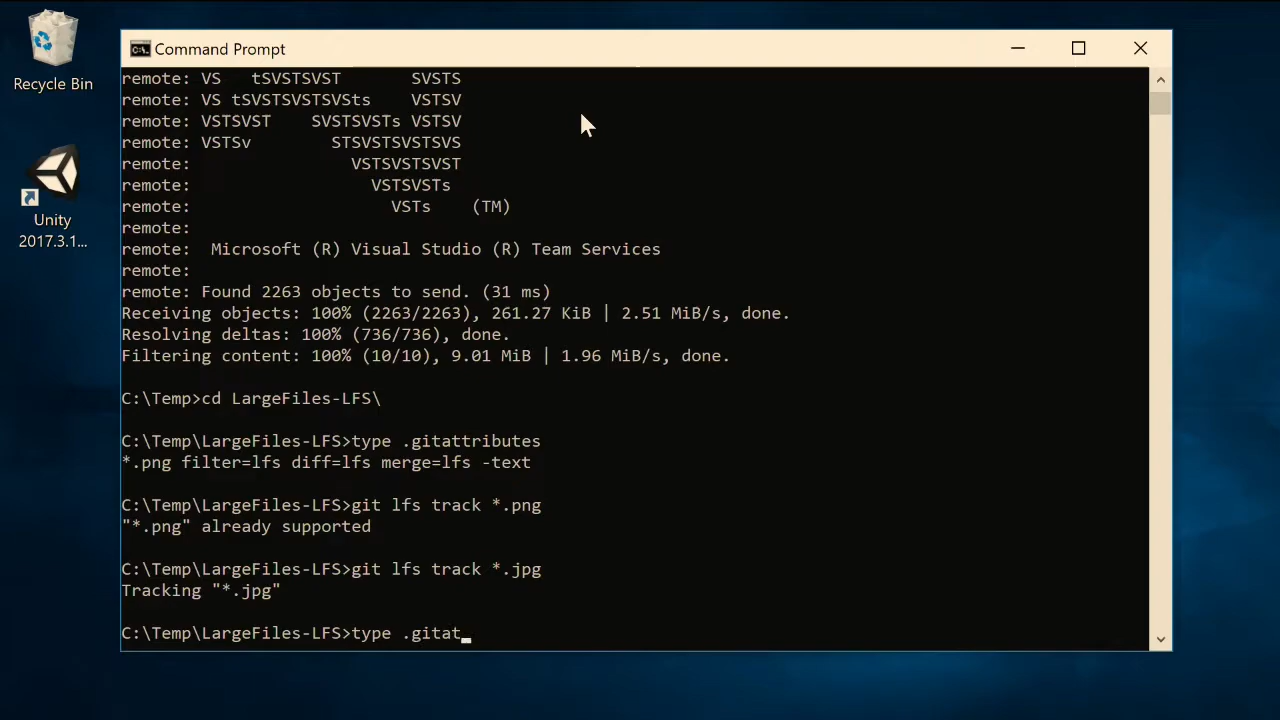 Recycle Bin
Unity
2017.3.1...
Command Prompt
remote: VS   tSVSTSVST       SVSTS
remote: VS tSVSTSVSTSVSts    VSTSV
remote: VSTSVST    SVSTSVSTs VSTSV
remote: VSTSv        STSVSTSVSTSVS
remote:                VSTSVSTSVST
remote:                  VSTSVSTs
remote:                    VSTs    (TM)
remote:
remote:  Microsoft (R) Visual Studio (R) Team Services
remote:
remote: Found 2263 objects to send. (31 ms)
Receiving objects: 100% (2263/2263), 261.27 KiB | 2.51 MiB/s, done.
Resolving deltas: 100% (736/736), done.
Filtering content: 100% (10/10), 9.01 MiB | 1.96 MiB/s, done.
C:\Temp>cd LargeFiles-LFS\
C:\Temp\LargeFiles-LFS>type .gitattributes
*.png filter=lfs diff=lfs merge=lfs -text
C:\Temp\LargeFiles-LFS>git lfs track *.png
"*.png" already supported
C:\Temp\LargeFiles-LFS>git lfs track *.jpg
Tracking "*.jpg"
C:\Temp\LargeFiles-LFS>type .gitat_